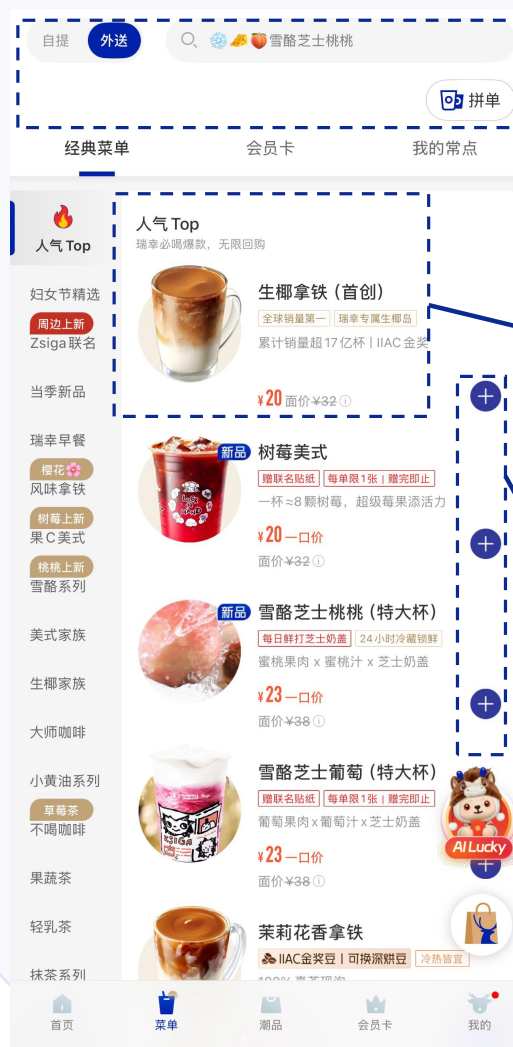 自提
外送
雪酪芝士桃桃
拼单
经典菜单
会员卡
我的常点
人气 Top
妇女节精选
周边上新
Zsiga联名
当季新品
瑞幸早餐
樱花
风味拿铁
树莓上新
果C美式
桃桃上新
雪酪系列
美式家族
生椰家族
大师咖啡
小黄油系列
草莓茶
不喝咖啡
果蔬茶
轻乳茶
抹茶系列
人气 Top
瑞幸必喝爆款，无限回购
生椰拿铁（首创）
全球销量第一 瑞幸专属生椰岛
累计销量超17亿杯丨IIAC金奖
¥20 面价¥32
新品
树莓美式
赠联名贴纸 每单限1张 | 赠完即止
一杯≈8颗树莓，超级莓果添活力
¥20一口价
面价¥32
新品
雪酪芝士桃桃（特大杯）
每日鲜打芝士奶盖 24小时冷藏锁鲜
蜜桃果肉 x 蜜桃汁 x 芝士奶盖
¥23一口价
面价¥38
雪酪芝士葡萄（特大杯）
赠联名贴纸 每单限1张 | 赠完即止
葡萄果肉x葡萄汁x芝士奶盖
¥23一口价
面价¥38
ZSIGA
AI Lucky
茉莉花香拿铁
IIAC金奖豆丨可换深烘豆 冷热皆宜
首页
菜单
潮品
会员卡
我的